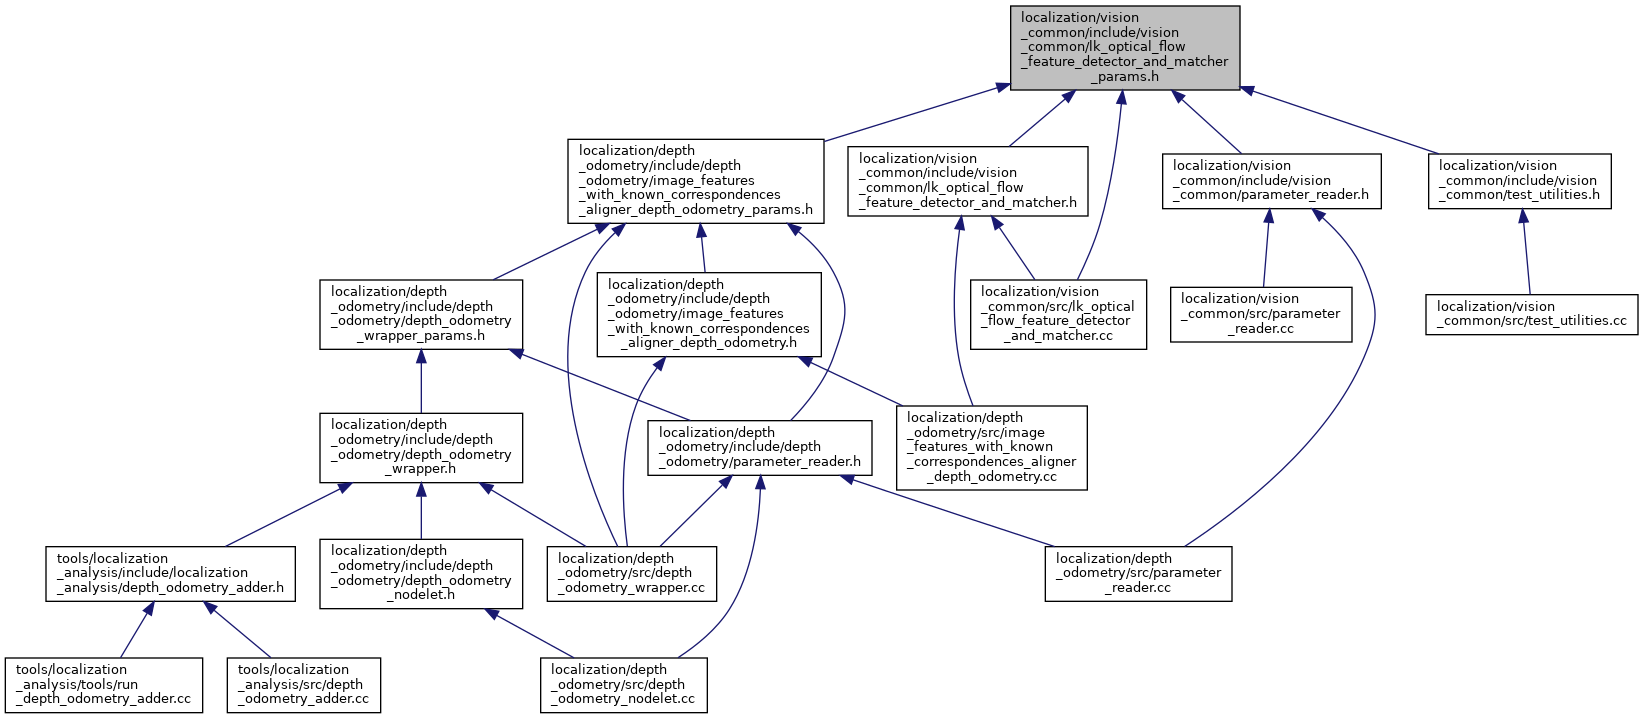 localization/vision
_common/include/vision
_common/lk_optical_flow
_feature_detector_and_matcher
_params.h
localization/depth
_odometry/include/depth
_odometry/image_features
_with_known_correspondences
_aligner_depth_odometry_params.h
localization/vision
_common/include/vision
_common/lk_optical_flow
_feature_detector_and_matcher.h
localization/vision
_common/include/vision
_common/parameter_reader.h
localization/vision
_common/include/vision
_common/test_utilities.h
localization/depth
_odometry/include/depth
_odometry/depth_odometry
_wrapper_params.h
localization/depth
_odometry/include/depth
_odometry/image_features
_with_known_correspondences
_aligner_depth_odometry.h
localization/vision
_common/src/lk_optical
_flow_feature_detector
_and_matcher.cc
localization/vision
_common/src/parameter
_reader.cc
localization/vision
_common/src/test_utilities.cc
localization/depth
_odometry/include/depth
_odometry/depth_odometry
_wrapper.h
localization/depth
_odometry/include/depth
_odometry/parameter_reader.h
localization/depth
_odometry/src/image
_features_with_known
_correspondences_aligner
_depth_odometry.cc
tools/localization
_analysis/include/localization
_analysis/depth_odometry_adder.h
localization/depth
_odometry/include/depth
_odometry/depth_odometry
_nodelet.h
localization/depth
_odometry/src/depth
_odometry_wrapper.cc
localization/depth
_odometry/src/parameter
_reader.cc
tools/localization
_analysis/tools/run
_depth_odometry_adder.cc
tools/localization
_analysis/src/depth
_odometry_adder.cc
localization/depth
_odometry/src/depth
_odometry_nodelet.cc